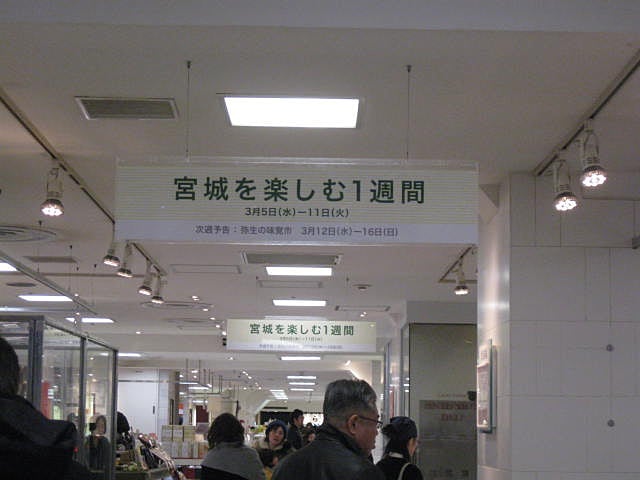 宮城を楽しむ1週間
3月5日(水)ー11日(火)
次週予告：弥生の味覚市 3月12日(水)ー16日(日)
宮城を楽しむ1週間